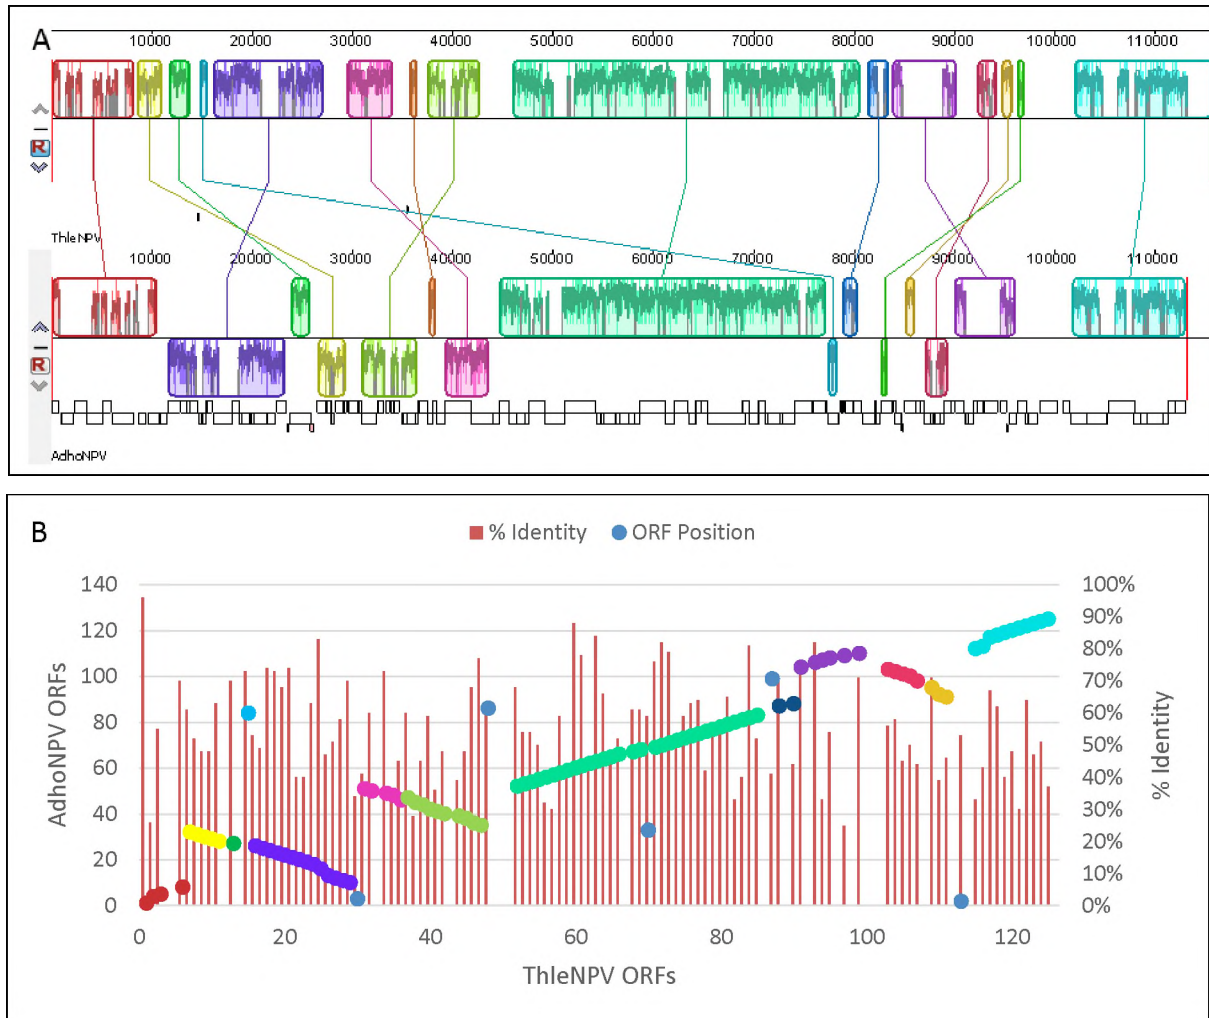 A
10000 20000 30000 40000 50000 60000 70000 80000 90000 100000 110000
R
ThleNPV
10000 20000 30000 40000 50000 60000 70000 80000 90000 100000 110000
R
AdhoNPV
B
% Identity ORF Position
140 100%
120 90%
100 80%
80 70%
60 60%
40 50%
20 40%
0 30%
20%
10%
0%
AdhoNPV ORFs
% Identity
0 20 40 60 80 100 120
ThleNPV ORFs